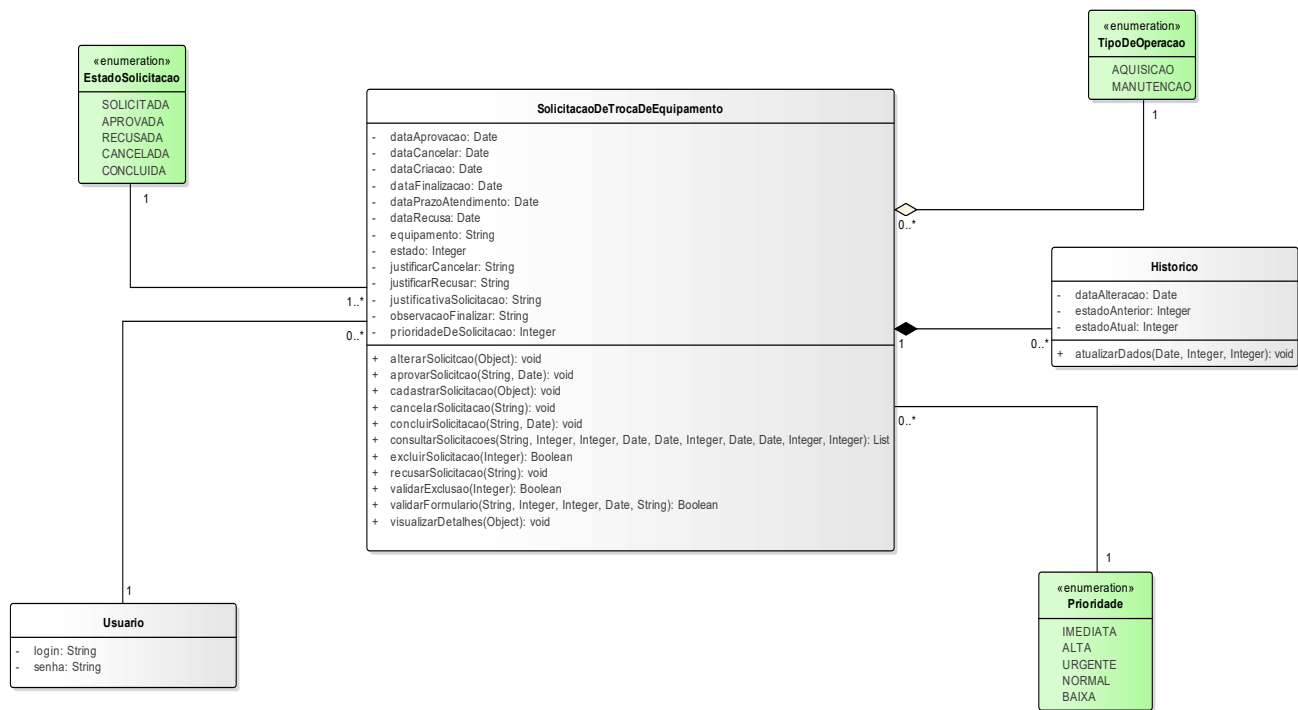 «enumeration»
EstadoSolicitacao
SOLICITADA
APROVADA
RECUSADA
CANCELADA
CONCLUIDA
1
«enumeration»
TipoDeOperacao
AQUISICAO
MANUTENCAO
1
SolicitacaoDeTrocaDeEquipamento
- dataAprovacao: Date
- dataCancelar: Date
- dataCriacao: Date
- dataFinalizacao: Date
- dataPrazoAtendimento: Date
- dataRecusa: Date
- equipamento: String
- estado: Integer
- justificarCancelar: String
- justificarRecusar: String
- justificativaSolicitacao: String
- observacaoFinalizar: String
- prioridadeDeSolicitacao: Integer
+ alterarSolicitcao(Object): void
+ aprovarSolicitcao(String, Date): void
+ cadastrarSolicitacao(Object): void
+ cancelarSolicitacao(String): void
+ concluirSolicitacao(String, Date): void
+ consultarSolicitacoes(String, Integer, Integer, Date, Date, Integer, Date, Date, Integer, Integer): List
+ excluirSolicitacao(Integer): Boolean
+ recusarSolicitacao(String): void
+ validarExclusao(Integer): Boolean
+ validarFormulario(String, Integer, Integer, Date, String): Boolean
+ visualizarDetalhes(Object): void
1..*
0..*
0..*
1
0..*
0..*
Historico
- dataAlteracao: Date
- estadoAnterior: Integer
- estadoAtual: Integer
+ atualizarDados(Date, Integer, Integer): void
1
Usuario
- login: String
- senha: String
1
«enumeration»
Prioridade
IMEDIATA
ALTA
URGENTE
NORMAL
BAIXA